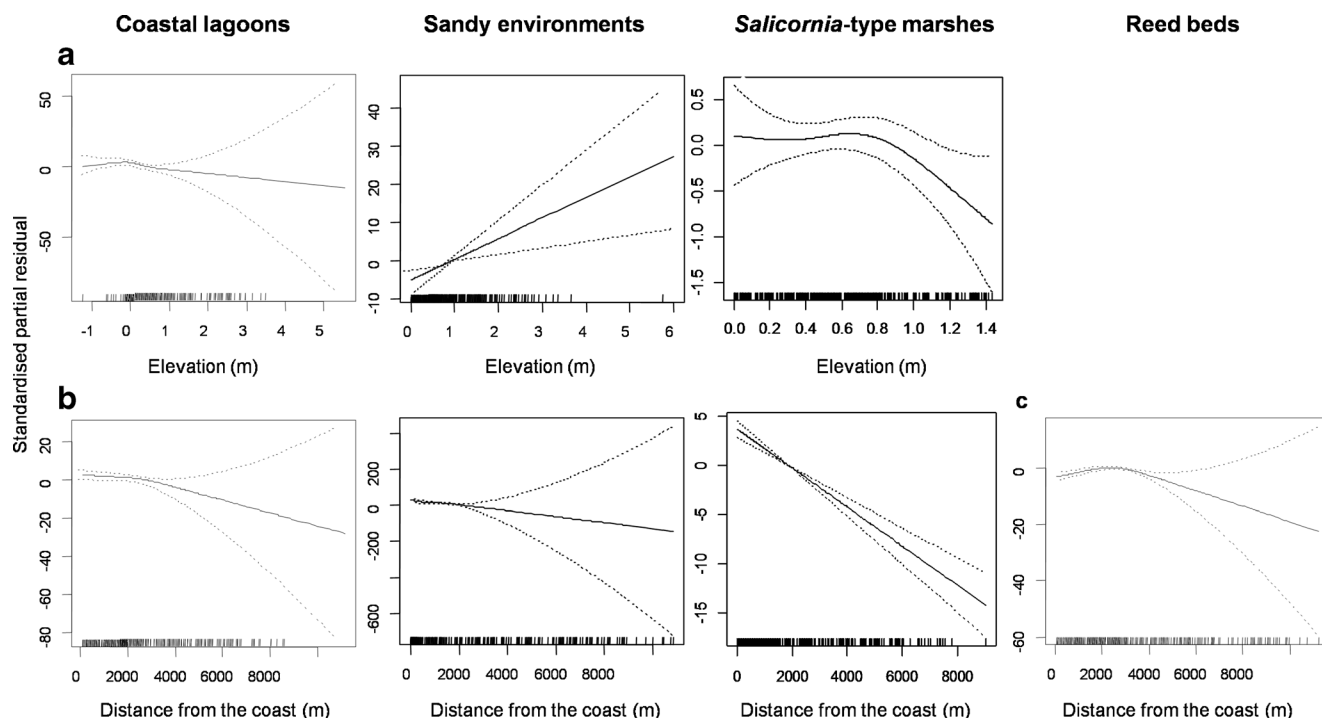 Coastal lagoons Sandy environments Salicornia-type marshes Reed beds
a
Standardised partial residual
50
0
-50
-1 0 1 2 3 5
Elevation (m)
40
30
20
10
0
-10
0 1 2 3 4 5 6
Elevation (m)
0.5
0.0
-0.5
-1.0
-1.5
0.0 0.2 0.4 0.6 0.8 1.0 1.2 1.4
Elevation (m)
b
20
0
20
40
60
-80
0 2000 4000 6000 8000
Distance from the coast (m)
200
0
-200
-600
0 2000 4000 6000 8000
Distance from the coast (m)
5
0
-5
-10
-15
0 2000 4000 6000 8000
Distance from the coast (m)
c
0
-20
-40
-60
0 2000 4000 6000 8000
Distance from the coast (m)